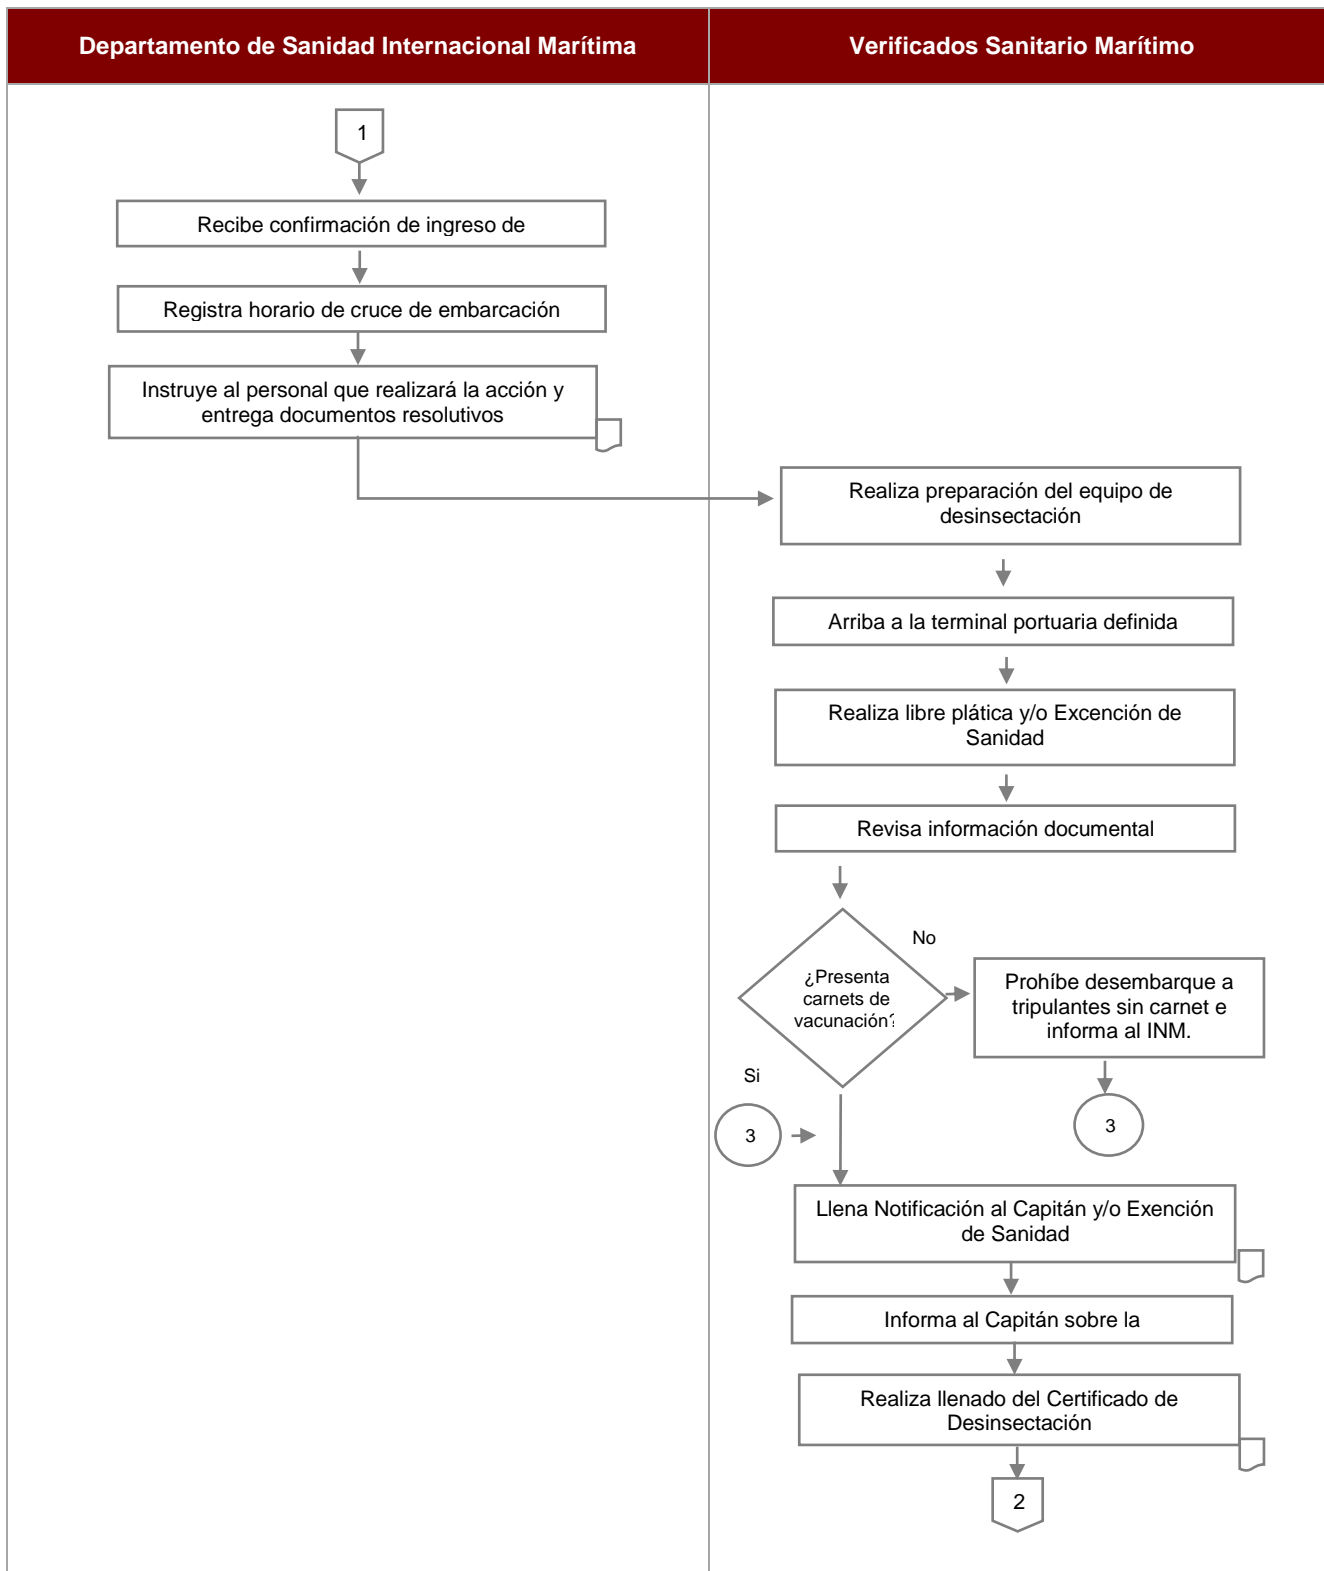 Departamento de Sanidad Internacional Marítima
Verificados Sanitario Marítimo
1
Recibe confirmación de ingreso de
Registra horario de cruce de embarcación
Instruye al personal que realizará la acción y
entrega documentos resolutivos
Realiza preparación del equipo de
desinsectación
Arriba a la terminal portuaria definida
Realiza libre plática y/o Excención de
Sanidad
Revisa información documental
¿Presenta
carnets de
vacunación?
No
Prohíbe desembarque a
tripulantes sin carnet e
informa al INM.
Si
3
3
Llena Notificación al Capitán y/o Exención
de Sanidad
Informa al Capitán sobre la
Realiza llenado del Certificado de
Desinsectación
2